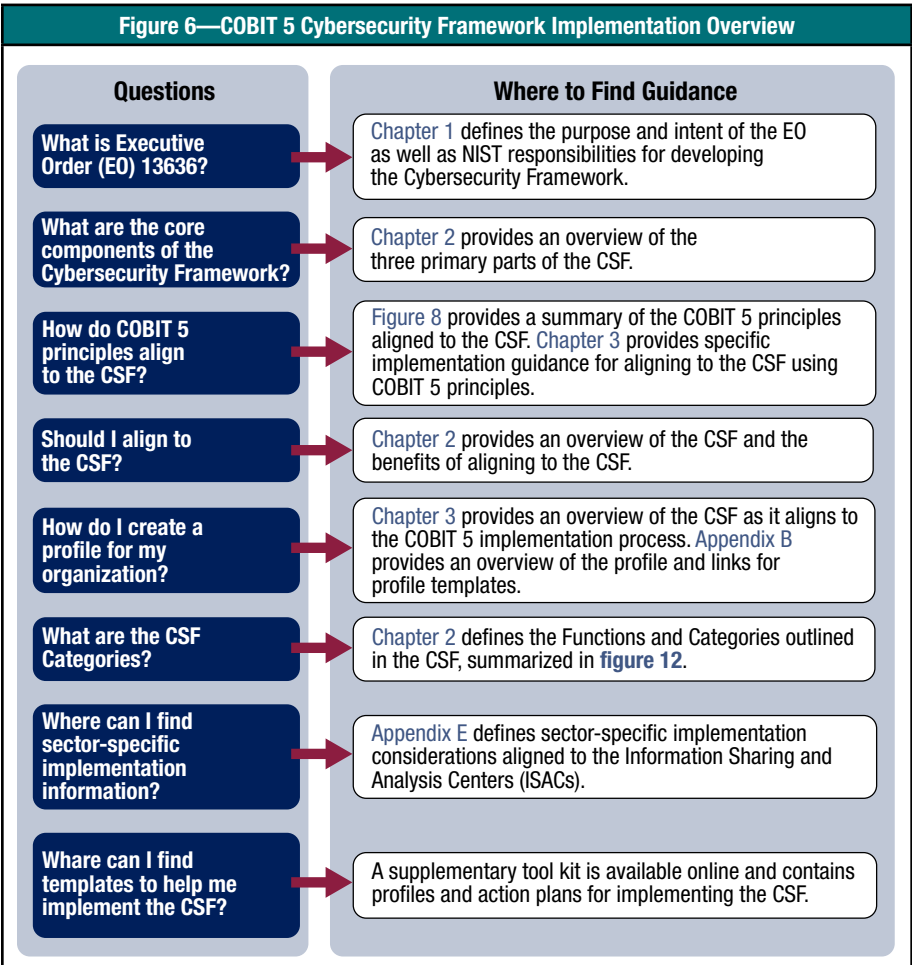 Figure 6—COBIT 5 Cybersecurity Framework Implementation Overview
Questions
Where to Find Guidance
What is Executive
Order (EO) 13636?
Chapter 1 defines the purpose and intent of the EO
as well as NIST responsibilities for developing
the Cybersecurity Framework.
What are the core
components of the
Cybersecurity Framework?
Chapter 2 provides an overview of the
three primary parts of the CSF.
How do COBIT 5
principles align
to the CSF?
Figure 8 provides a summary of the COBIT 5 principles
aligned to the CSF. Chapter 3 provides specific
implementation guidance for aligning to the CSF using
COBIT 5 principles.
Should I align to
the CSF?
Chapter 2 provides an overview of the CSF and the
benefits of aligning to the CSF.
How do I create a
profile for my
organization?
Chapter 3 provides an overview of the CSF as it aligns to
the COBIT 5 implementation process. Appendix B
provides an overview of the profile and links for
profile templates.
What are the CSF
Categories?
Chapter 2 defines the Functions and Categories outlined
in the CSF, summarized in figure 12.
Where can I find
sector-specific
implementation
information?
Appendix E defines sector-specific implementation
considerations aligned to the Information Sharing and
Analysis Centers (ISACs).
Whare can I find
templates to help me
implement the CSF?
A supplementary tool kit is available online and contains
profiles and action plans for implementing the CSF.